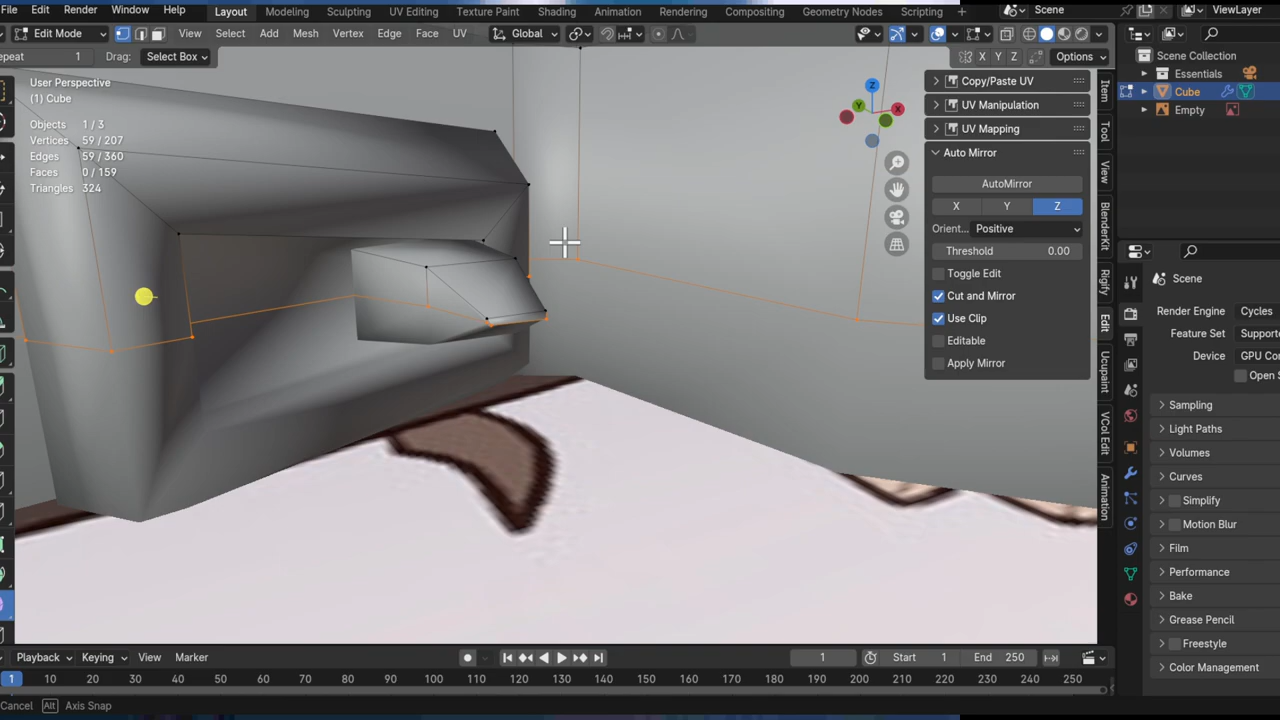 File Edit Render Window Help Layout Modeling Sculpting UV Editing Texture Paint Shading Animation Rendering Compositing Geometry Nodes Scripting Scene ViewLayer
Edit Mode View Select Add Mesh Vertex Edge Face UV Global
1 Drag: Select Box X Y Z Options
User Perspective
(1) Cube
Objects 1 / 3
Vertices 59 / 207
Edges 59 / 360
Faces 0 / 159
Triangles 324
Z
Y
X
Copy/Paste UV
UV Manipulation
UV Mapping
Auto Mirror
AutoMirror
X Y Z
Orient... Positive
Threshold 0.00
Toggle Edit
Cut and Mirror
Use Clip
Editable
Apply Mirror
Item
Tool
View
BlenderKit
Rigify
Edit
Ucupaint
VCol Edit
Animation
Scene Collection
Essentials
Cube
Empty
Scene
Render Engine Cycles
Feature Set
Device
Sampling
Light Paths
Volumes
Curves
Simplify
Motion Blur
Film
Performance
Bake
Grease Pencil
Freestyle
Color Management
Playback Keying View Marker 1 Start 1 End 250
1 10 20 30 40 50 60 70 80 90 100 110 120 130 140 150 160 170 180 190 200 210 220 230 240 250
Cancel Alt Axis Snap